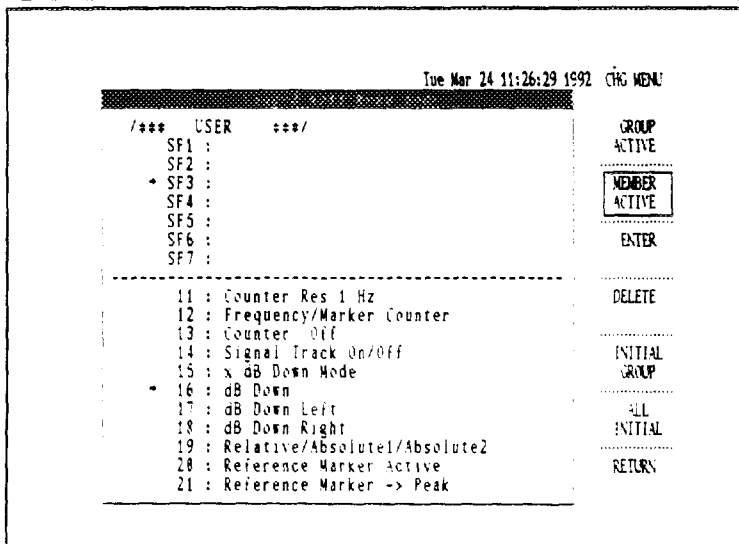 Tue Mar 24 11:26:29 1992 CHG MENU
/*** USER ***/
SF1 :
SF2 :
→ SF3 :
SF4 :
SF5 :
SF6 :
SF7 :
11 : Counter Res 1 Hz
12 : Frequency/Marker Counter
13 : Counter Off
14 : Signal Track On/Off
15 : x dB Down Mode
→ 16 : dB Down
17 : dB Down Left
18 : dB Down Right
19 : Relative/Absolute1/Absolute2
20 : Reference Marker Active
21 : Reference Marker -> Peak
GROUP
ACTIVE
MEMBER
ACTIVE
ENTER
DELETE
INITIAL
GROUP
ALL
INITIAL
RETURN